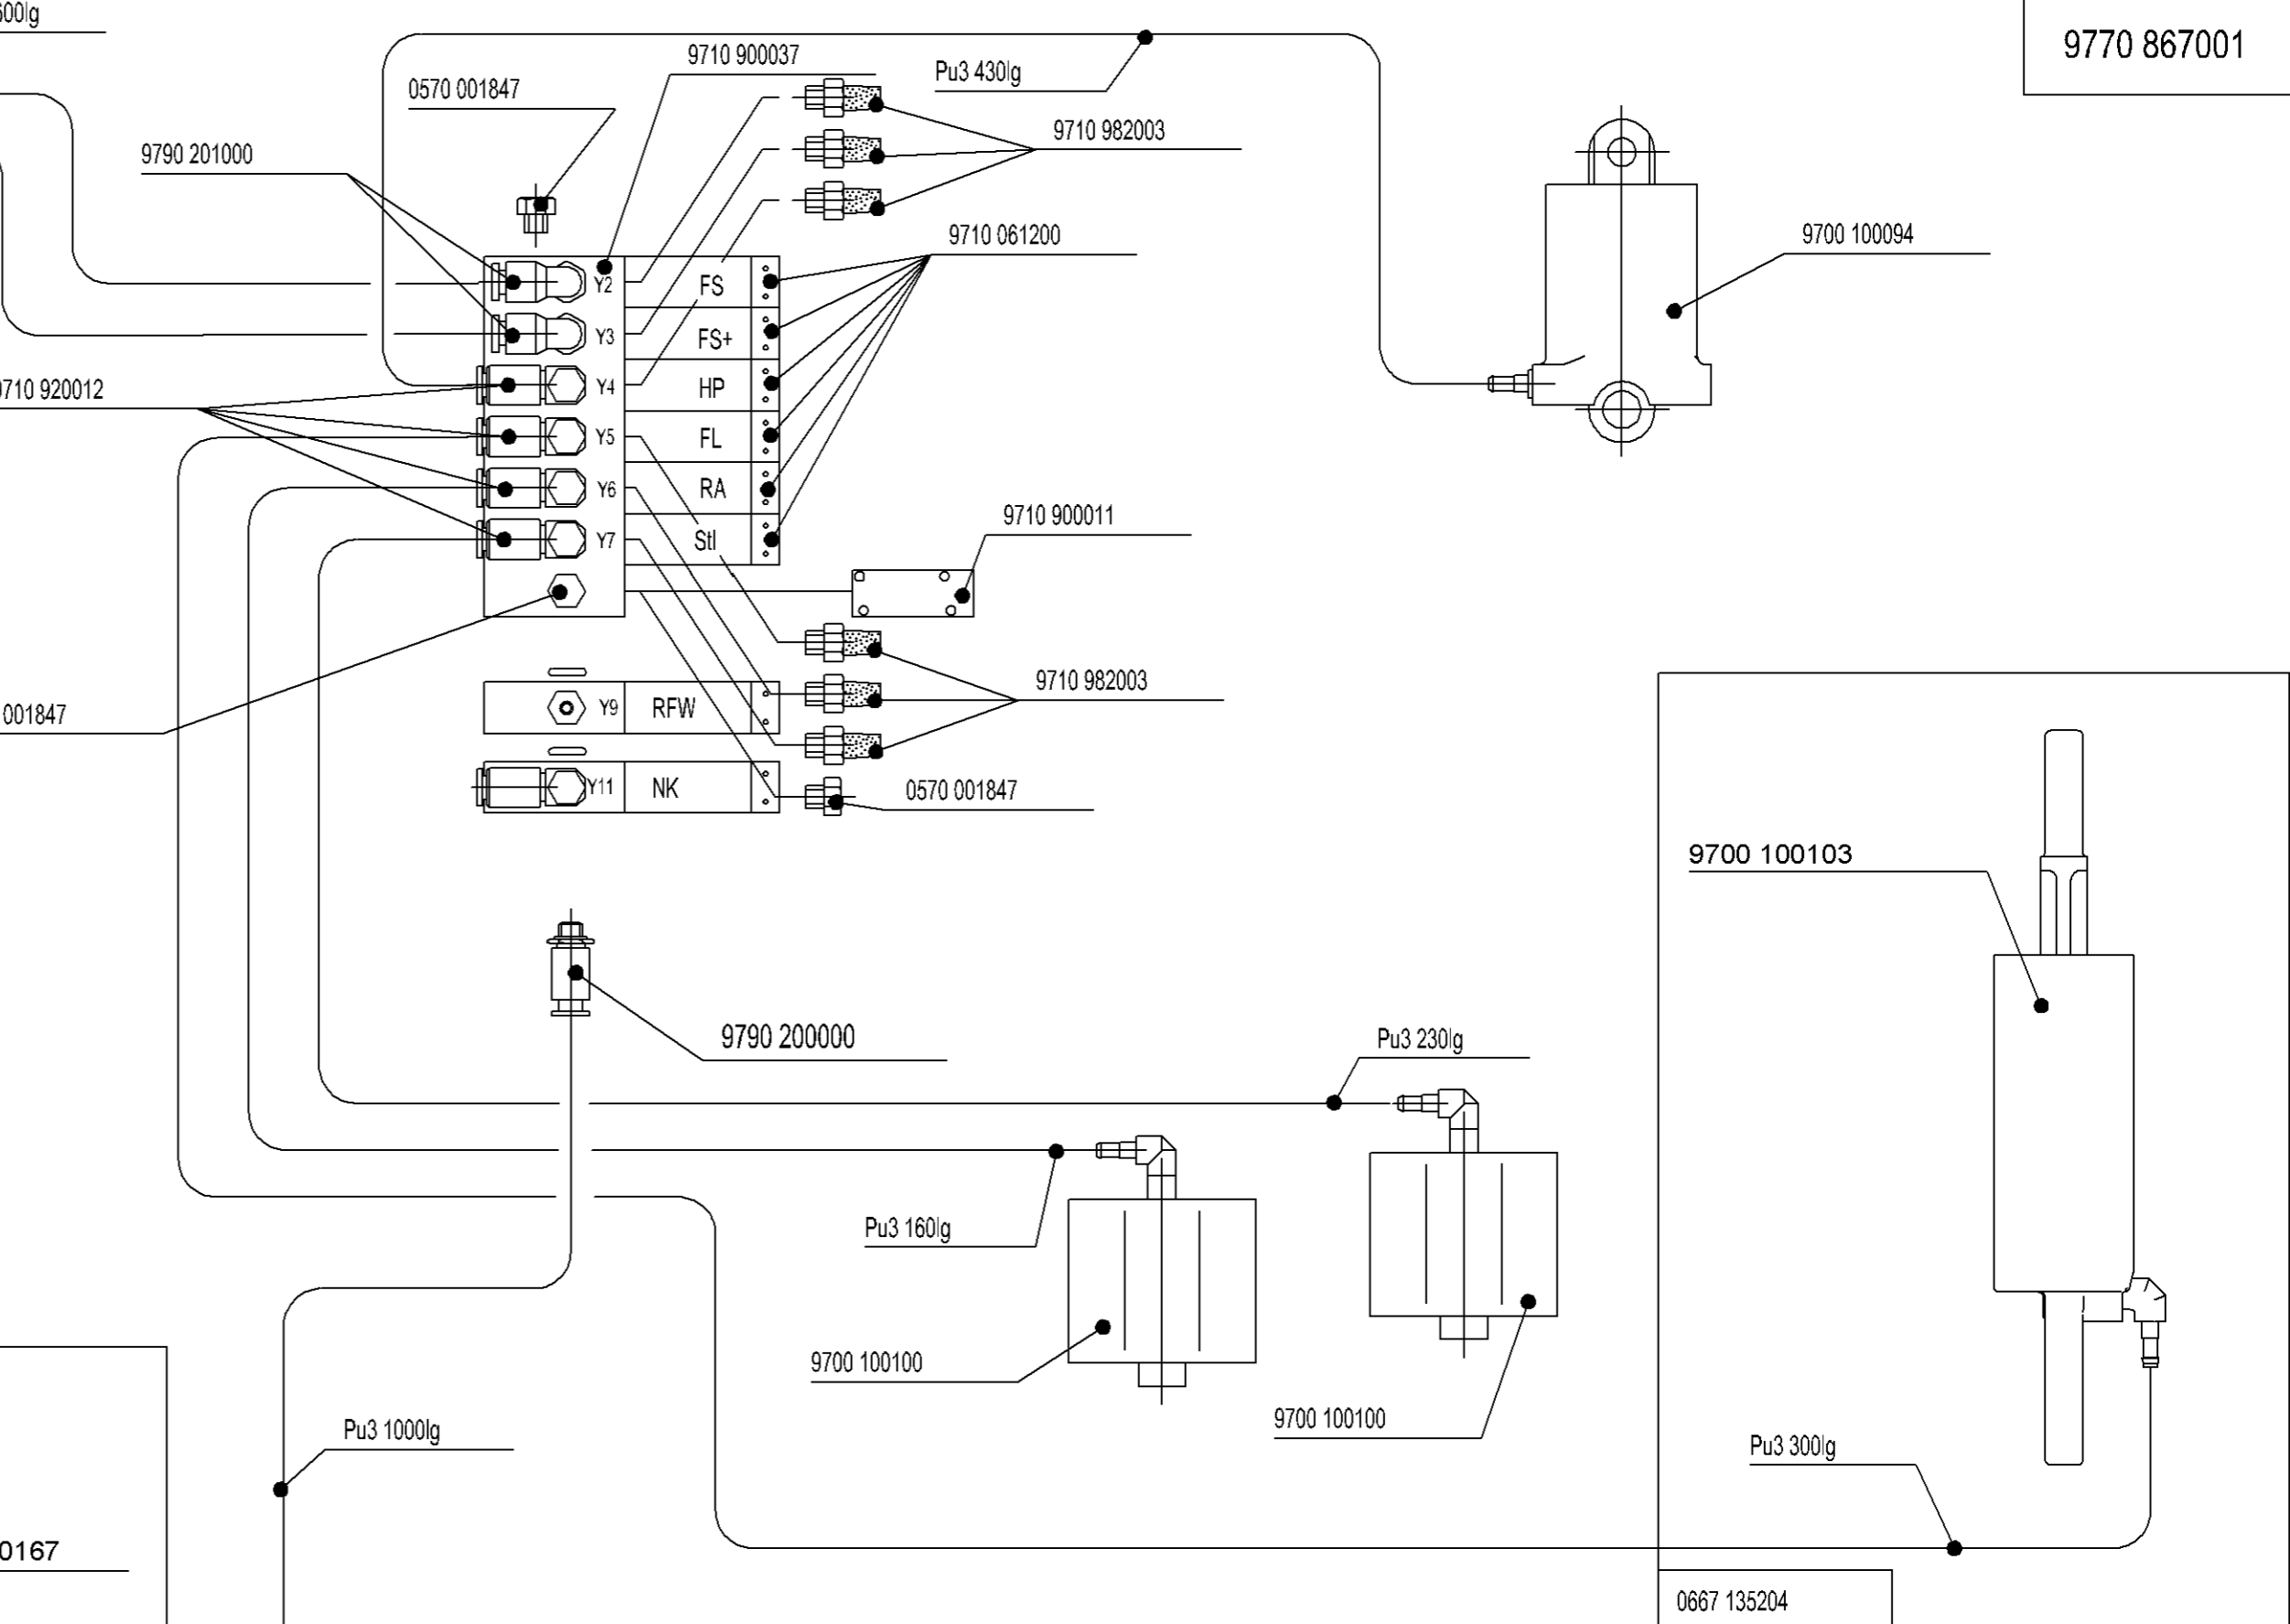 600lg
9770 867001
9710 900037
Pu3 430lg
0570 001847
9710 982003
9790 201000
9710 061200
9700 100094
Y2 FS
Y3 FS+
Y4 HP
710 920012
Y5 FL
Y6 RA
9710 900011
Y7 Stl
9710 982003
001847
Y9 RFW
Y11 NK
0570 001847
9700 100103
9790 200000
Pu3 230lg
Pu3 160lg
9700 100100
9700 100100
Pu3 1000lg
Pu3 300lg
0167
0667 135204